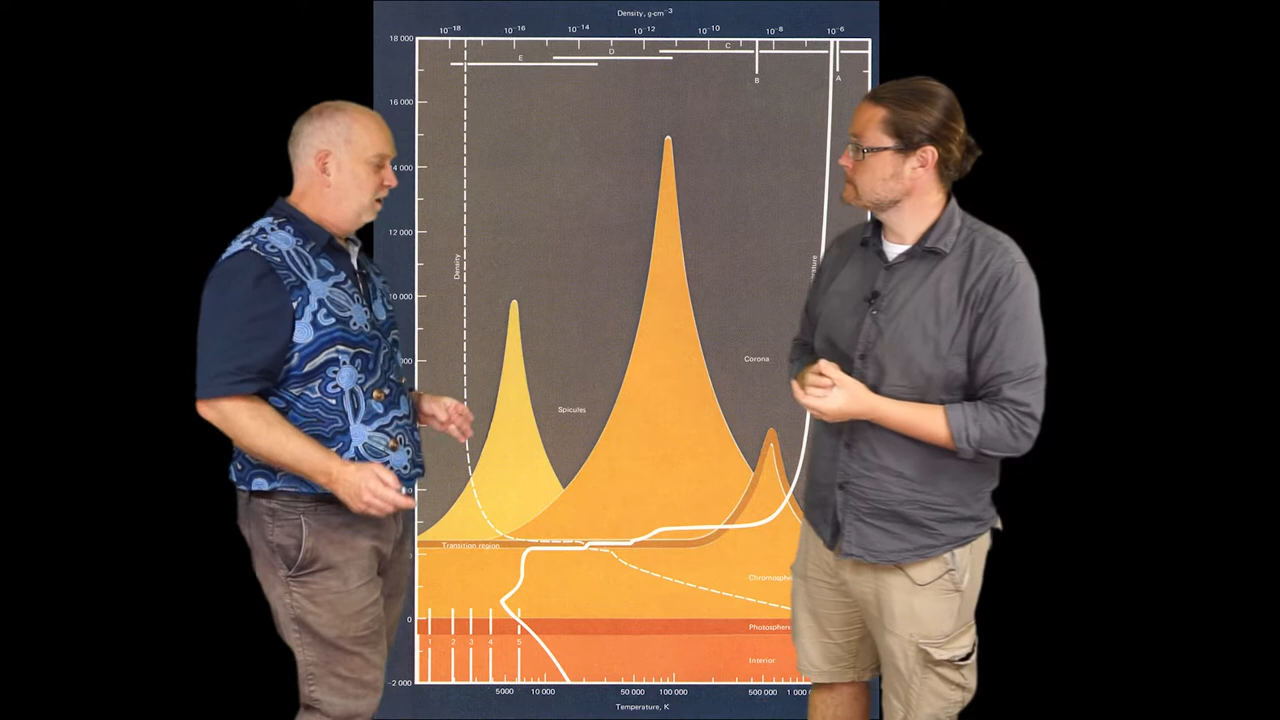 Density, g·cm⁻³
10⁻¹⁸ 10⁻¹⁶ 10⁻¹⁴ 10⁻¹² 10⁻¹⁰ 10⁻⁸ 10⁻⁶
18 000
C
D
E
B
A
16 000
14 000
12 000
Density
10 000
Corona
Spicules
Transition region
Chromosphe
0
Photosphere
1 2 3 4 5
Interior
−2 000
5000 10 000 50 000 100 000 500 000
Temperature, K